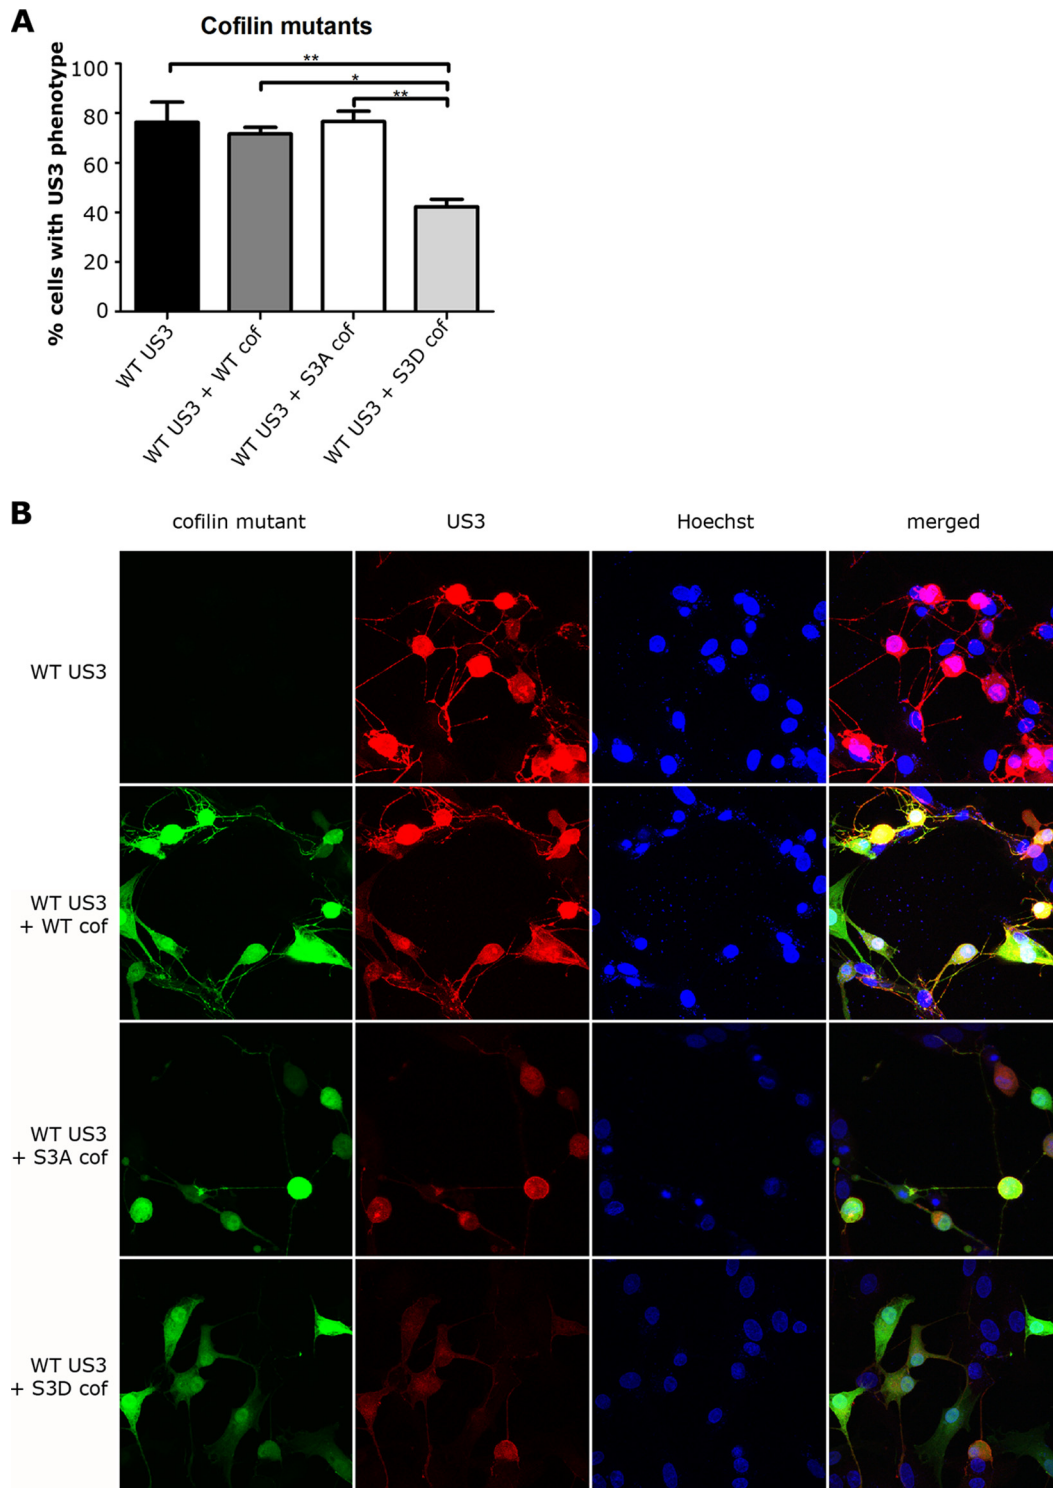 A
Cofilin mutants
**
*
**
% cells with US3 phenotype
100
80
60
40
20
0
WT US3
WT US3 + WT cof
WT US3 + S3A cof
WT US3 + S3D cof
B
cofilin mutant
US3
Hoechst
merged
WT US3
WT US3
+ WT cof
WT US3
+ S3A cof
WT US3
+ S3D cof